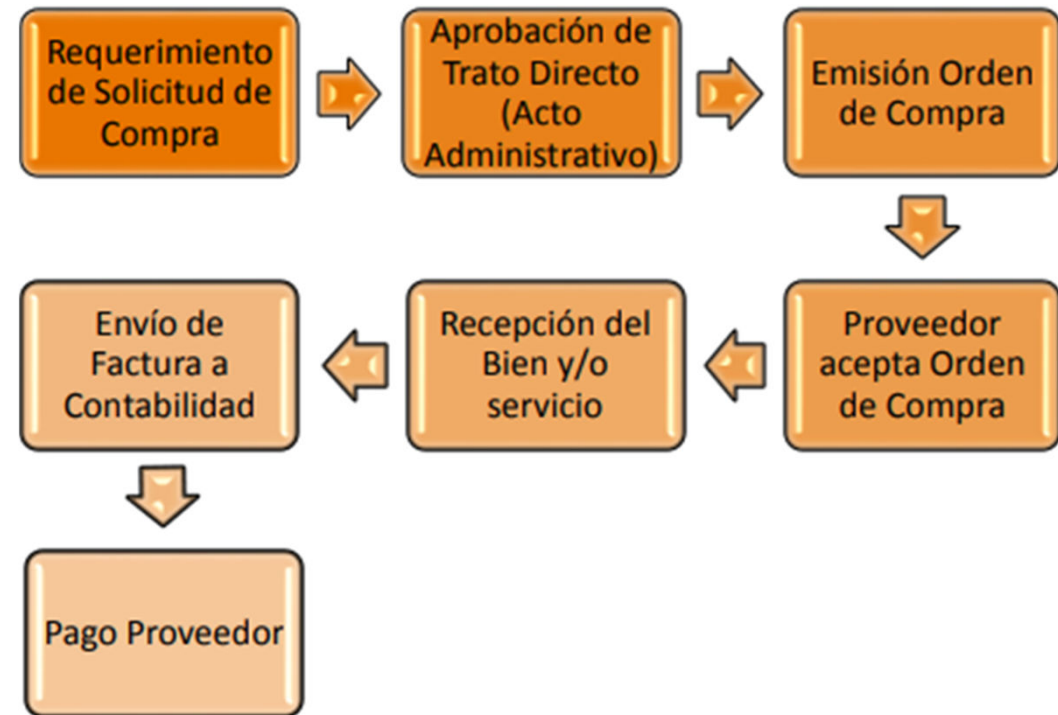 Requerimiento
de Solicitud de
Compra
Aprobación de
Trato Directo
(Acto
Administrativo)
Emisión Orden
de Compra
Proveedor
acepta Orden
de Compra
Recepción del
Bien y/o
servicio
Envío de
Factura a
Contabilidad
Pago Proveedor